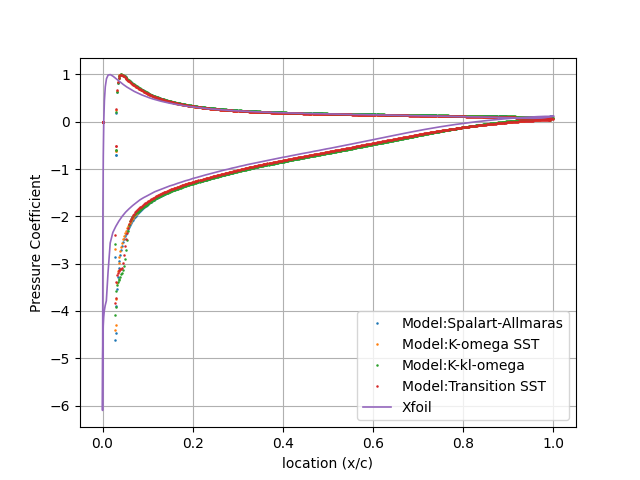 1
0
−1
−2
−3
−4
−5
−6
Pressure Coefficient
Model:Spalart-Allmaras
Model:K-omega SST
Model:K-kl-omega
Model:Transition SST
Xfoil
0.0 0.2 0.4 0.6 0.8 1.0
location (x/c)